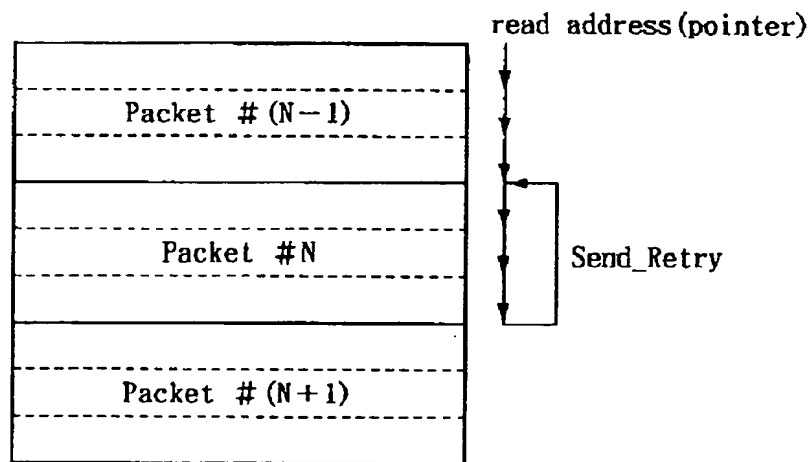 read address(pointer)
Packet #(N−1)
Packet #N
Send_Retry
Packet #(N+1)